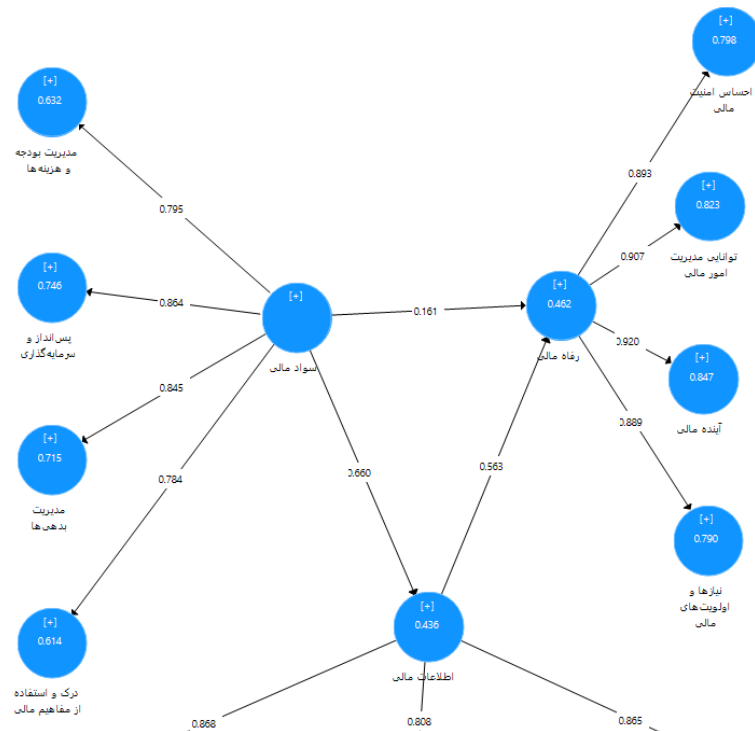 [+]
0.798
احساس امنیت
مالی
[+]
0.632
مدیریت بودجه
و هزینه‌ها
0.893
[+]
0.823
توانایی مدیریت
امور مالی
0.795
0.907
[+]
0.746
پس‌انداز و
سرمایه‌گذاری
0.864
[+]
سواد مالی
0.161
[+]
0.462
رفاه مالی
0.920
[+]
0.847
آینده مالی
0.845
0.889
[+]
0.715
مدیریت
بدهی‌ها
0.784
0.660
0.563
[+]
0.790
نیازها و
اولویت‌های
مالی
[+]
0.614
درک و استفاده
از مفاهیم مالی
[+]
0.436
اطلاعات مالی
0.868
0.808
0.865